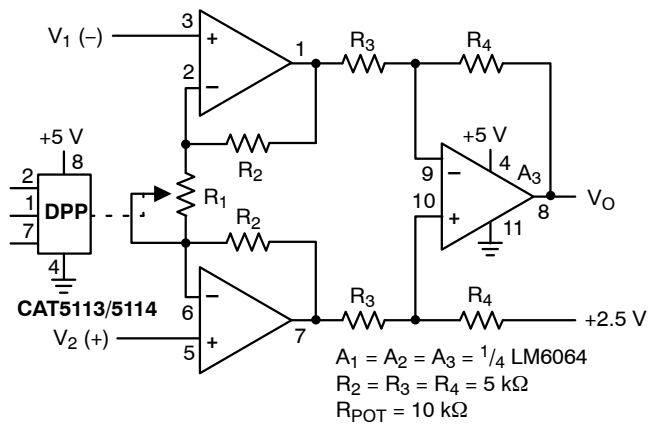 V1 (−)
3
+
1
2
−
R3
R4
R2
+5 V
8
2
1
7
DPP
4
CAT5113/5114
R1
R2
+5 V
4
A3
9
−
10
+
8
VO
11
6
−
7
5
+
V2 (+)
R3
R4
+2.5 V
A1 = A2 = A3 = 1/4 LM6064
R2 = R3 = R4 = 5 kΩ
RPOT = 10 kΩ